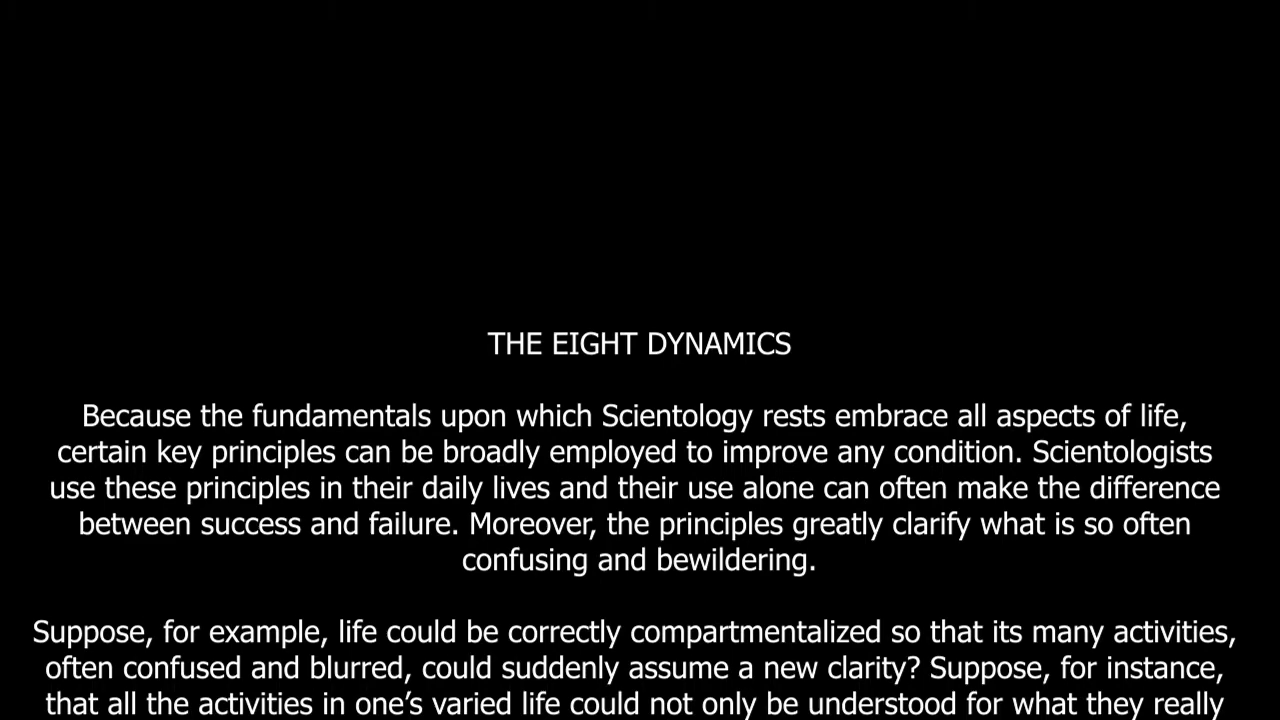 THE EIGHT DYNAMICS
Because the fundamentals upon which Scientology rests embrace all aspects of life,
certain key principles can be broadly employed to improve any condition. Scientologists
use these principles in their daily lives and their use alone can often make the difference
between success and failure. Moreover, the principles greatly clarify what is so often
confusing and bewildering.
Suppose, for example, life could be correctly compartmentalized so that its many activities,
often confused and blurred, could suddenly assume a new clarity? Suppose, for instance,
that all the activities in one’s varied life could not only be understood for what they really